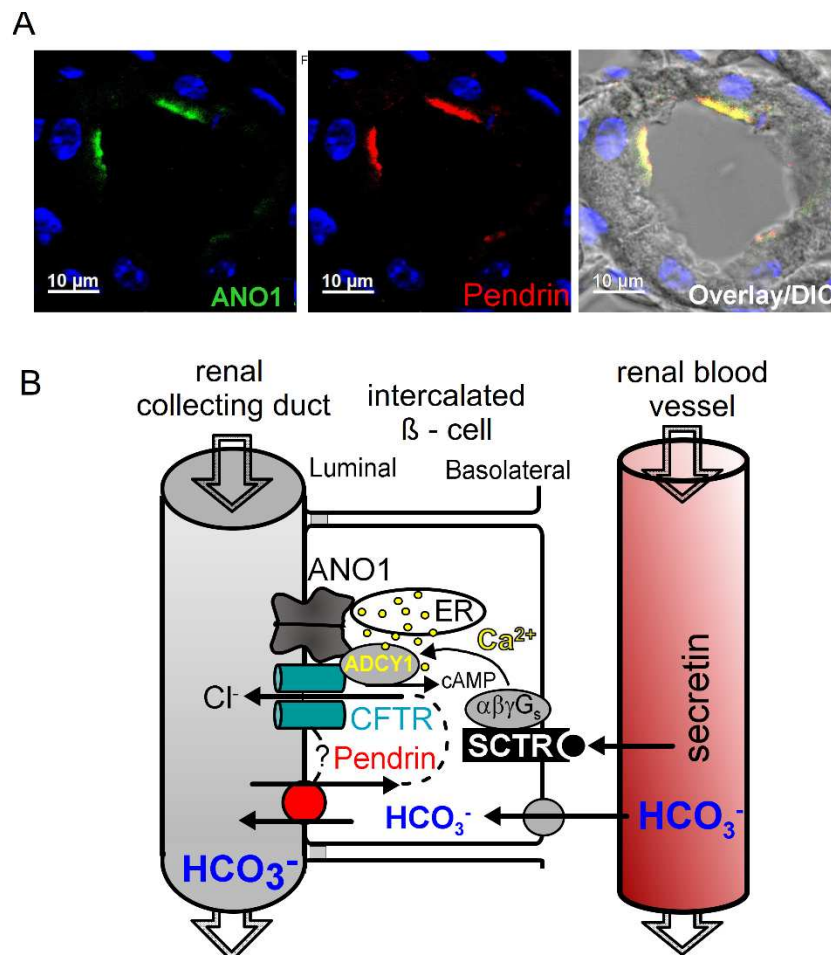 A
F
10 µm
ANO1
10 µm
Pendrin
10 µm
Overlay/DIC
B
renal
collecting duct
intercalated
ß - cell
renal blood
vessel
Luminal
Basolateral
ANO1
ER
Ca²⁺
ADCY1
cAMP
Cl⁻
CFTR
αβγGₛ
?
Pendrin
SCTR
secretin
HCO₃⁻
HCO₃⁻
HCO₃⁻